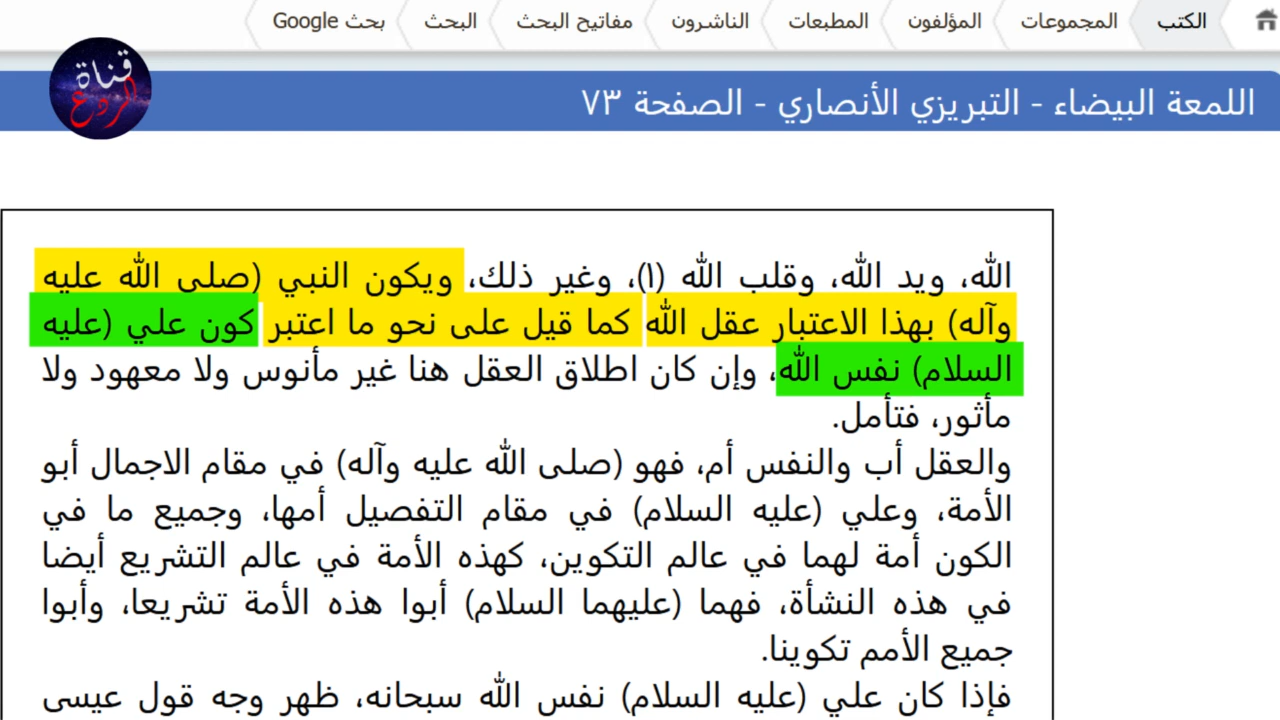 الكتب
المجموعات
المؤلفون
المطبعات
الناشرون
مفاتيح البحث
البحث
بحث Google
قناة
الردع
اللمعة البيضاء - التبريزي الأنصاري - الصفحة ٧٣
الله، ويد الله، وقلب الله (١)، وغير ذلك، ويكون النبي (صلى الله عليه
وآله) بهذا الاعتبار عقل الله كما قيل على نحو ما اعتبر كون علي (عليه
السلام) نفس الله، وإن كان اطلاق العقل هنا غير مأنوس ولا معهود ولا
مأثور، فتأمل.
والعقل أب والنفس أم، فهو (صلى الله عليه وآله) في مقام الاجمال أبو
الأمة، وعلي (عليه السلام) في مقام التفصيل أمها، وجميع ما في
الكون أمة لهما في عالم التكوين، كهذه الأمة في عالم التشريع أيضا
في هذه النشأة، فهما (عليهما السلام) أبوا هذه الأمة تشريعا، وأبوا
جميع الأمم تكوينا.
فإذا كان علي (عليه السلام) نفس الله سبحانه، ظهر وجه قول عيسى